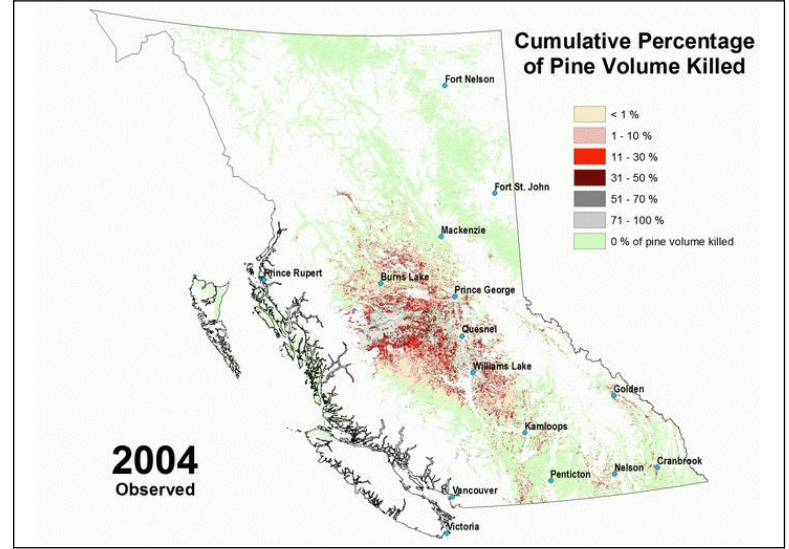 Cumulative Percentage
of Pine Volume Killed
< 1 %
1 - 10 %
11 - 30 %
31 - 50 %
51 - 70 %
71 - 100 %
0 % of pine volume killed
Fort Nelson
Fort St. John
Mackenzie
Prince Rupert
Burns Lake
Prince George
Quesnel
Williams Lake
Golden
Kamloops
Penticton
Nelson
Cranbrook
Vancouver
Victoria
2004
Observed